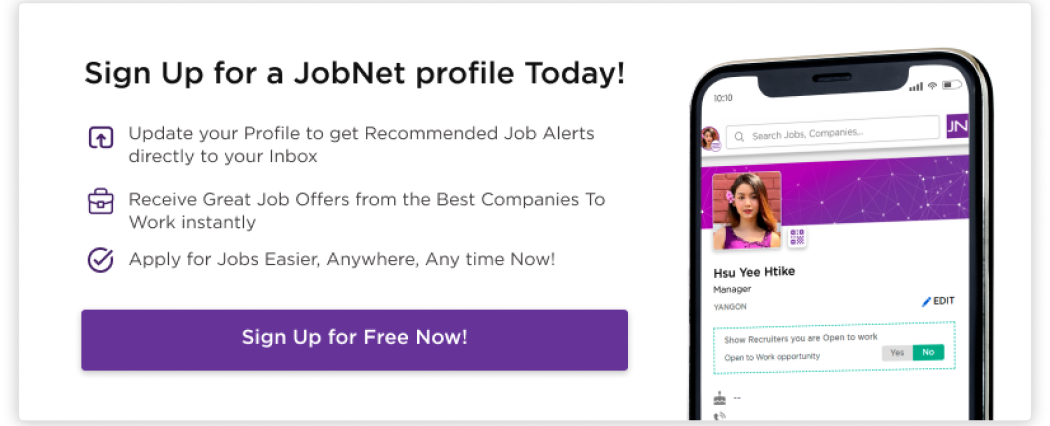 Sign Up for a JobNet profile Today!
Update your Profile to get Recommended Job Alerts
directly to your Inbox
Receive Great Job Offers from the Best Companies To
Work instantly
Apply for Jobs Easier, Anywhere, Any time Now!
Sign Up for Free Now!
10:10
Search Jobs, Companies...
JN
Hsu Yee Htike
Manager
YANGON
EDIT
Show Recruiters you are Open to work
Open to Work opportunity
Yes No
--